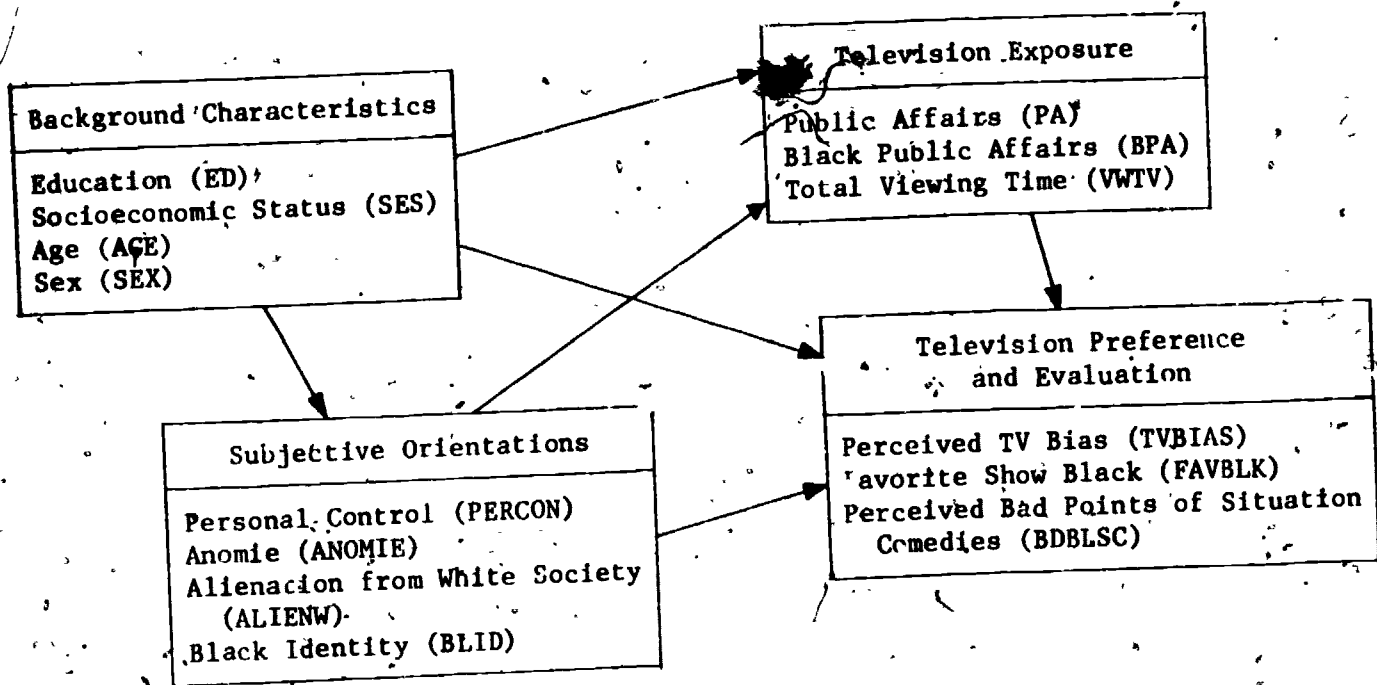 Background Characteristics
Education (ED)
Socioeconomic Status (SES)
Age (AGE)
Sex (SEX)
Television Exposure
Public Affairs (PA)
Black Public Affairs (BPA)
Total Viewing Time (VWTV)
Subjective Orientations
Personal Control (PERCON)
Anomie (ANOMIE)
Alienacion from White Society
(ALIENW)
Black Identity (BLID)
Television Preference
and Evaluation
Perceived TV Bias (TVBIAS)
Favorite Show Black (FAVBLK)
Perceived Bad Points of Situation
Comedies (BDBLSC)